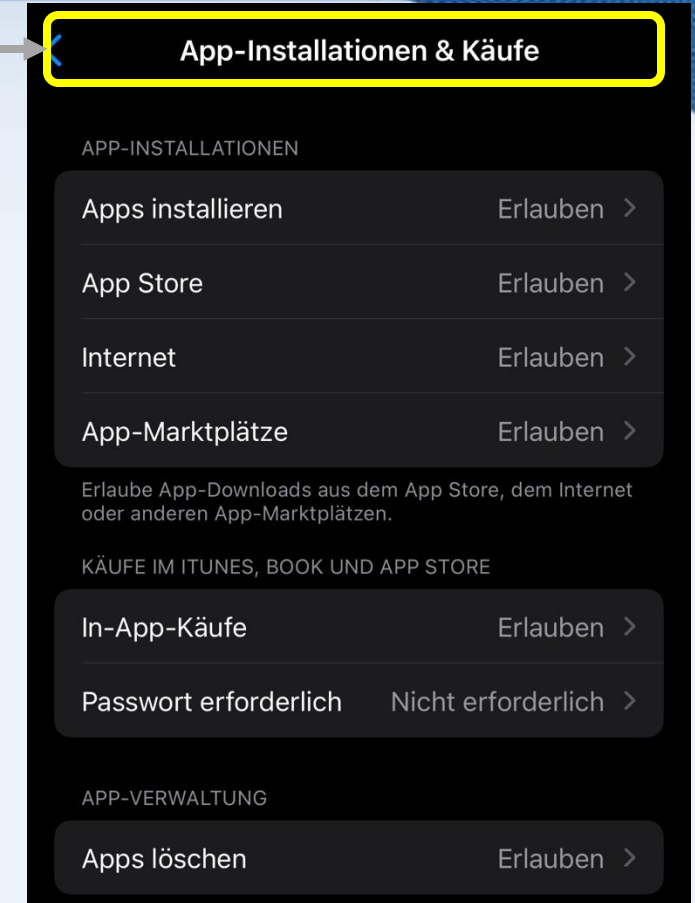 App-Installationen & Käufe
APP-INSTALLATIONEN
Apps installieren Erlauben
App Store Erlauben
Internet Erlauben
App-Marktplätze Erlauben
Erlaube App-Downloads aus dem App Store, dem Internet
oder anderen App-Marktplätzen.
KÄUFE IM ITUNES, BOOK UND APP STORE
In-App-Käufe Erlauben
Passwort erforderlich Nicht erforderlich
APP-VERWALTUNG
Apps löschen Erlauben